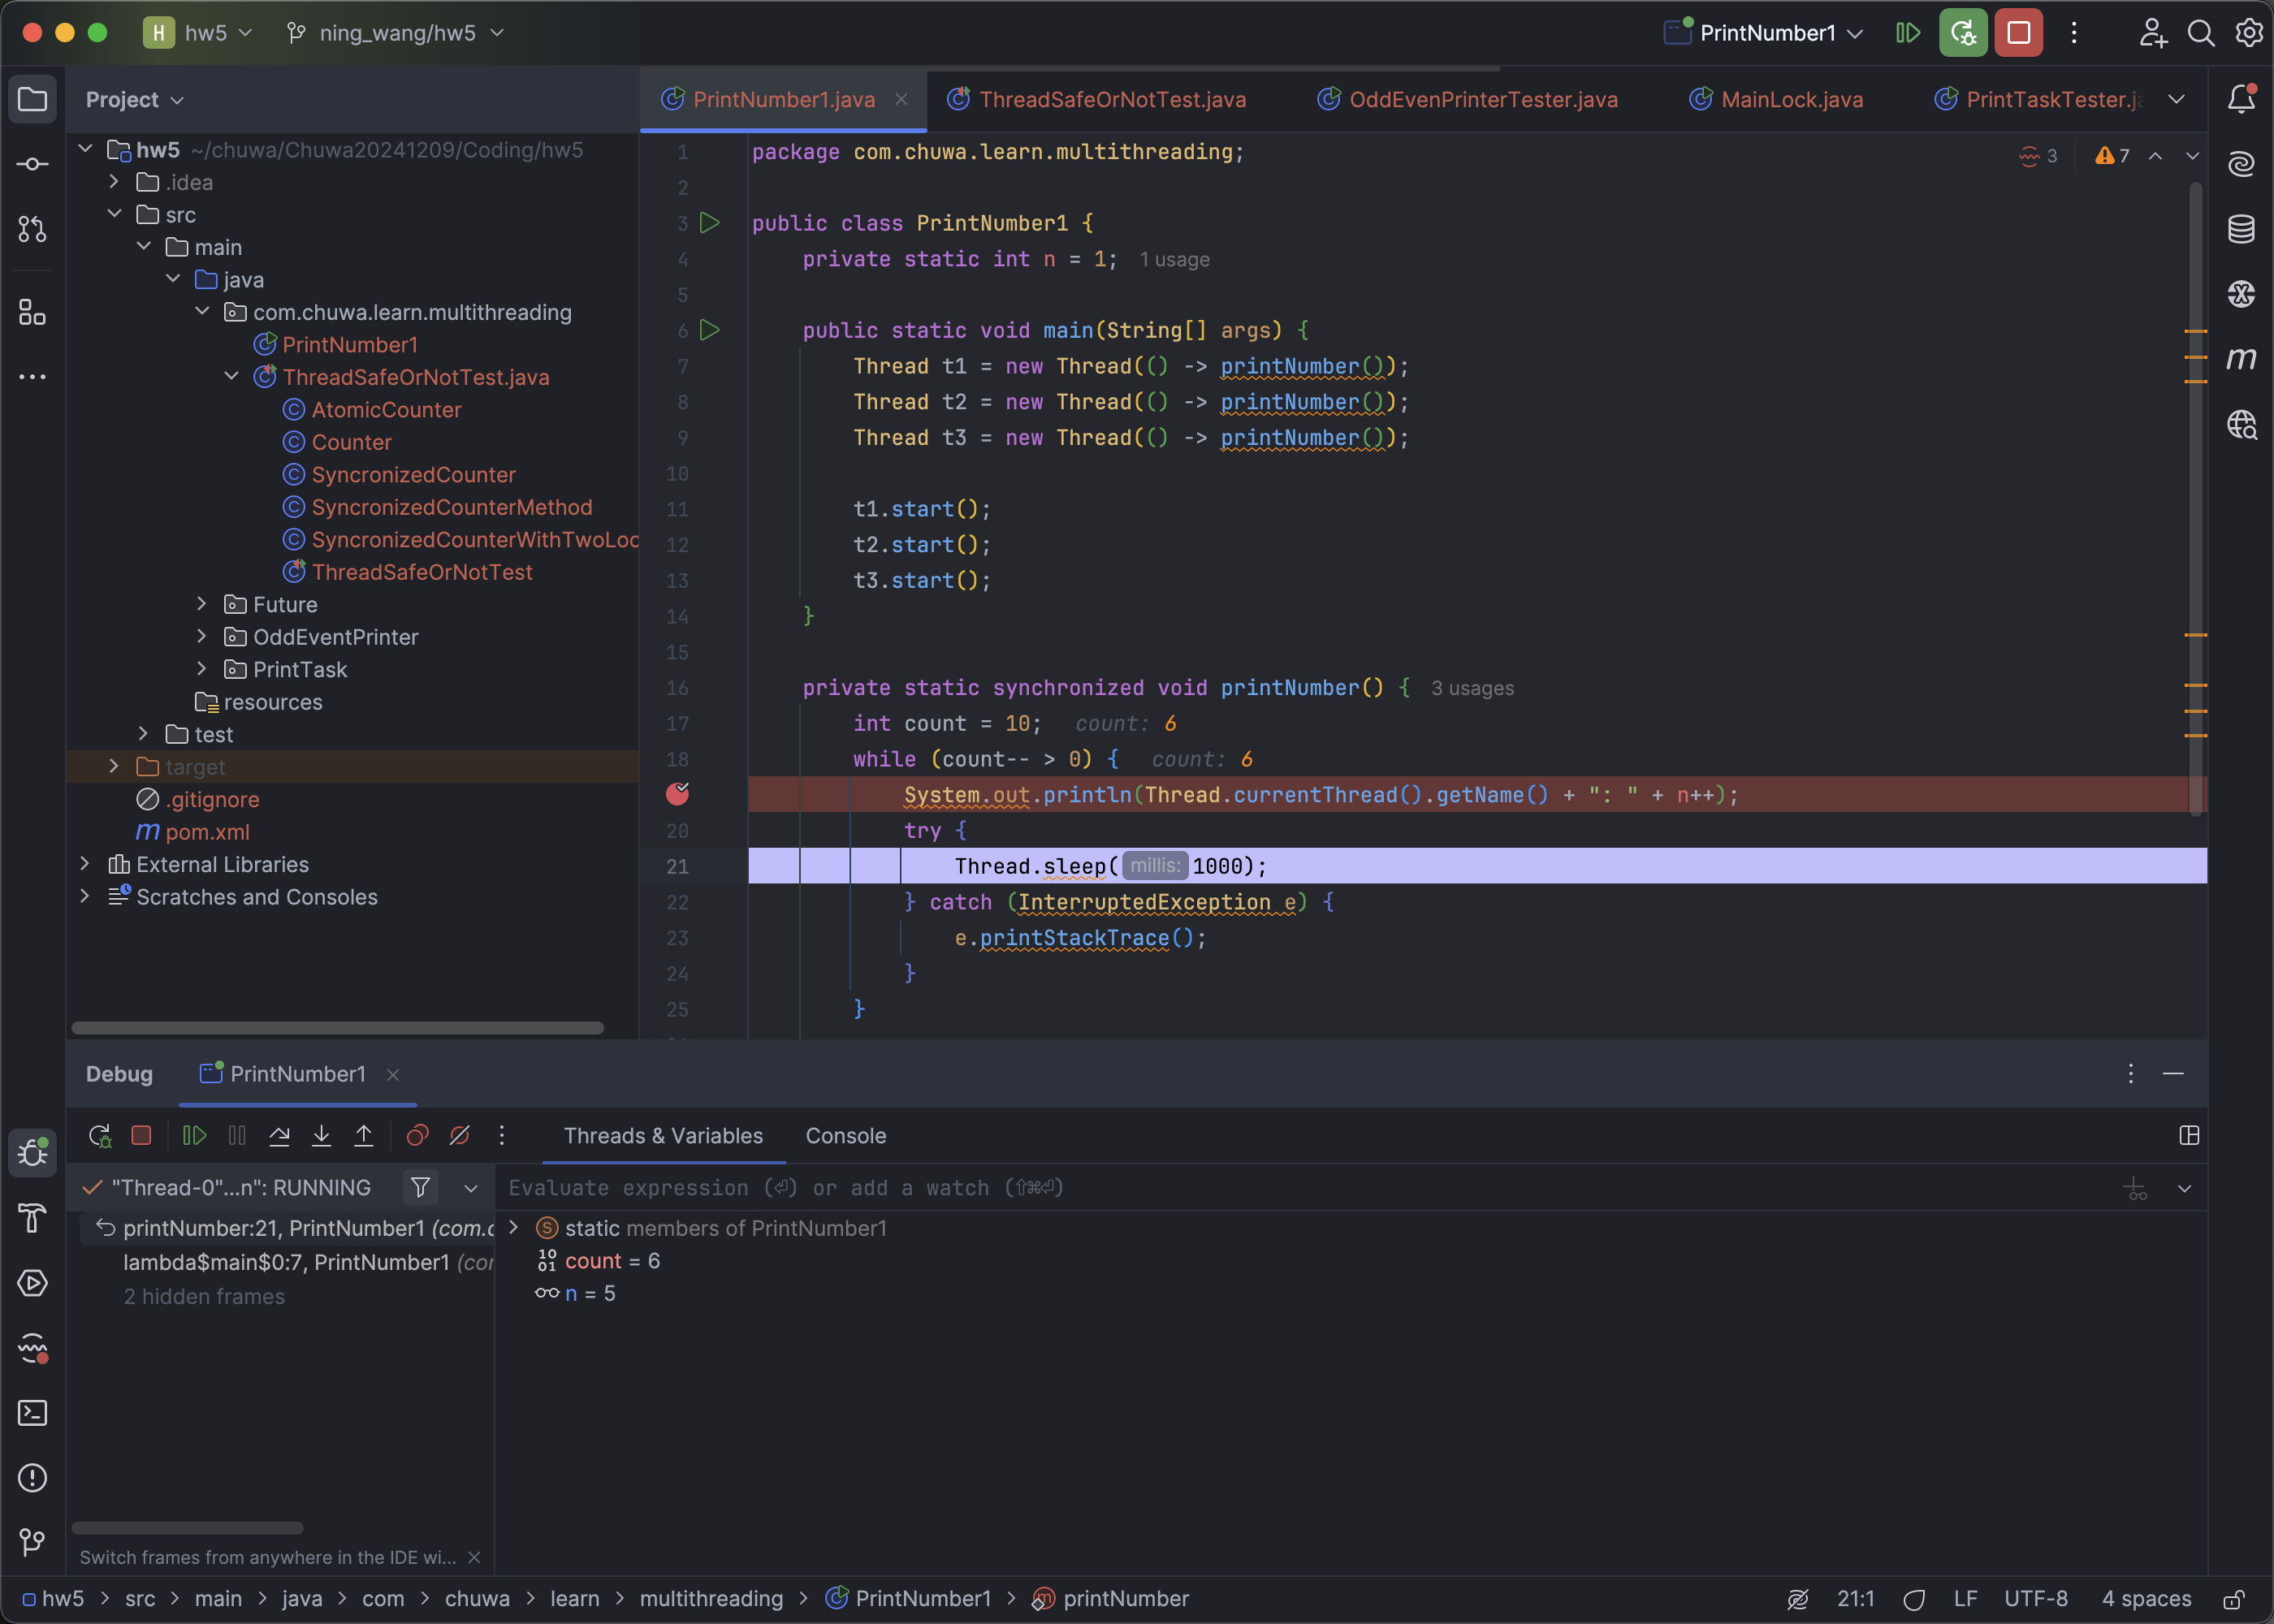 H hw5 ning_wang/hw5 PrintNumber1
Project
PrintNumber1.java ThreadSafeOrNotTest.java OddEvenPrinterTester.java MainLock.java PrintTaskTester.j
hw5 ~/chuwa/Chuwa20241209/Coding/hw5
.idea
src
main
java
com.chuwa.learn.multithreading
PrintNumber1
ThreadSafeOrNotTest.java
AtomicCounter
Counter
SyncronizedCounter
SyncronizedCounterMethod
SyncronizedCounterWithTwoLoc
ThreadSafeOrNotTest
Future
OddEventPrinter
PrintTask
resources
test
target
.gitignore
m pom.xml
External Libraries
Scratches and Consoles
3 7
1 package com.chuwa.learn.multithreading;
2
3 public class PrintNumber1 {
4 private static int n = 1; 1 usage
5
6 public static void main(String[] args) {
7 Thread t1 = new Thread(() -> printNumber());
8 Thread t2 = new Thread(() -> printNumber());
9 Thread t3 = new Thread(() -> printNumber());
10
11 t1.start();
12 t2.start();
13 t3.start();
14 }
15
16 private static synchronized void printNumber() { 3 usages
17 int count = 10; count: 6
18 while (count-- > 0) { count: 6
System.out.println(Thread.currentThread().getName() + ": " + n++);
20 try {
21 Thread.sleep( millis: 1000);
22 } catch (InterruptedException e) {
23 e.printStackTrace();
24 }
25 }
m
Debug PrintNumber1
Threads & Variables Console
"Thread-0"...n": RUNNING
printNumber:21, PrintNumber1 (com.c
lambda$main$0:7, PrintNumber1 (cor
2 hidden frames
Switch frames from anywhere in the IDE wi...
Evaluate expression (⏎) or add a watch (⇧⌘⏎)
S static members of PrintNumber1
10 01 count = 6
n = 5
hw5 > src > main > java > com > chuwa > learn > multithreading > PrintNumber1 > m printNumber
21:1 LF UTF-8 4 spaces